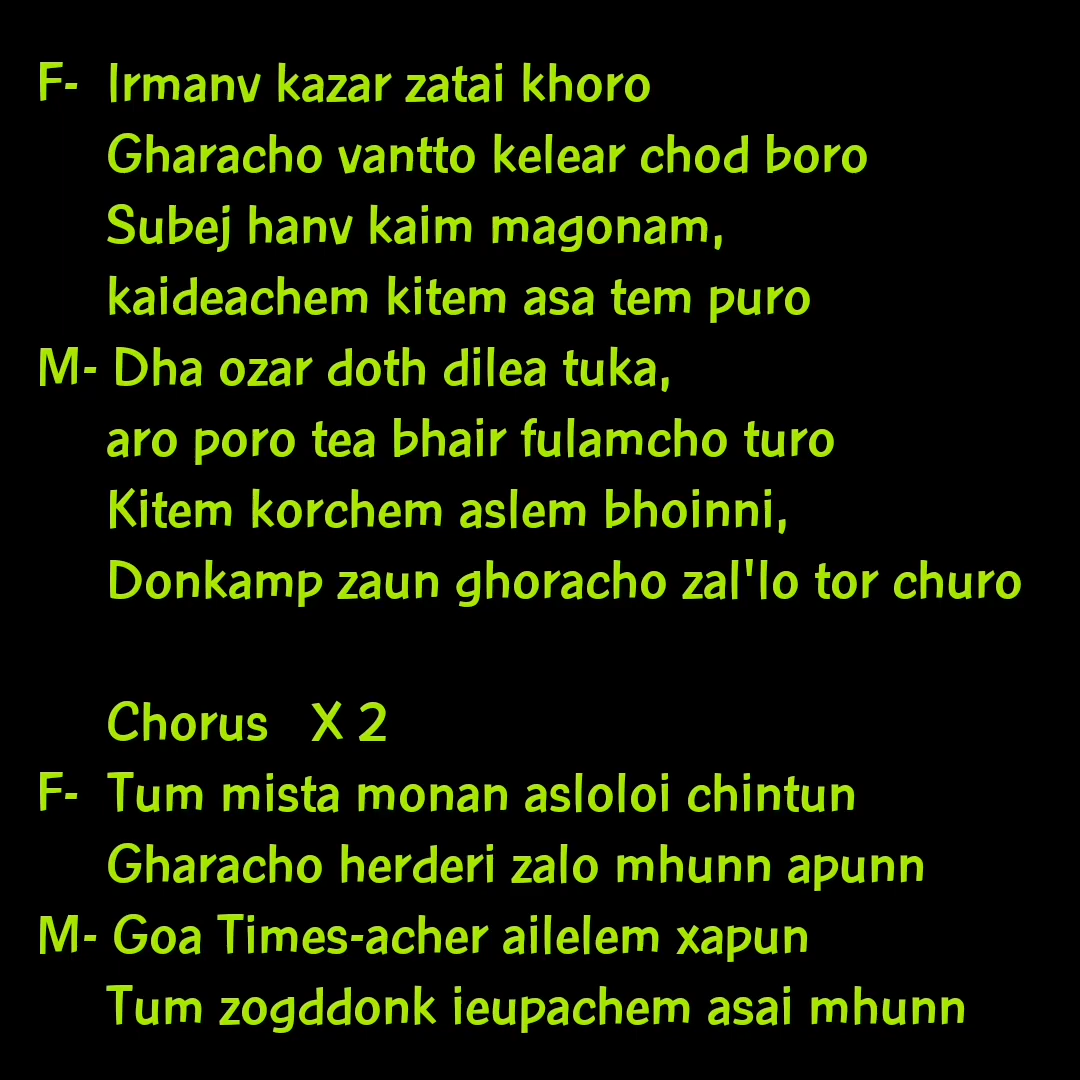 F- Irmanv kazar zatai khoro
Gharacho vantto kelear chod boro
Subej hanv kaim magonam,
kaideachem kitem asa tem puro
M- Dha ozar doth dilea tuka,
aro poro tea bhair fulamcho turo
Kitem korchem aslem bhoinni,
Donkamp zaun ghoracho zal'lo tor churo
Chorus X 2
F- Tum mista monan asloloi chintun
Gharacho herderi zalo mhunn apunn
M- Goa Times-acher ailelem xapun
Tum zogddonk ieupachem asai mhunn